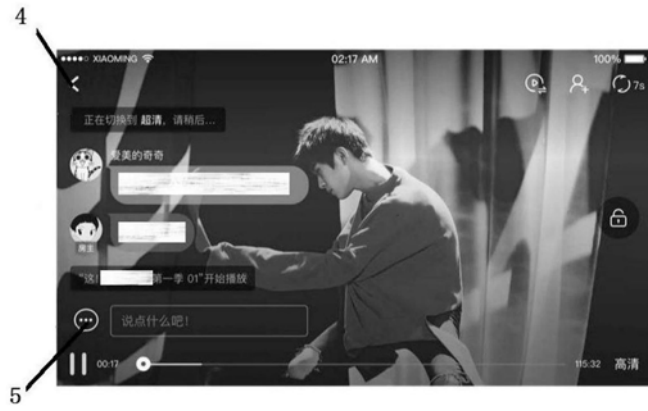 4
XIAOMING
02:17 AM
100%
7s
正在切换到 超清，请稍后...
爱美的奇奇
房主
"这! 第一季 01"开始播放
说点什么吧！
00:17
115:32
高清
5